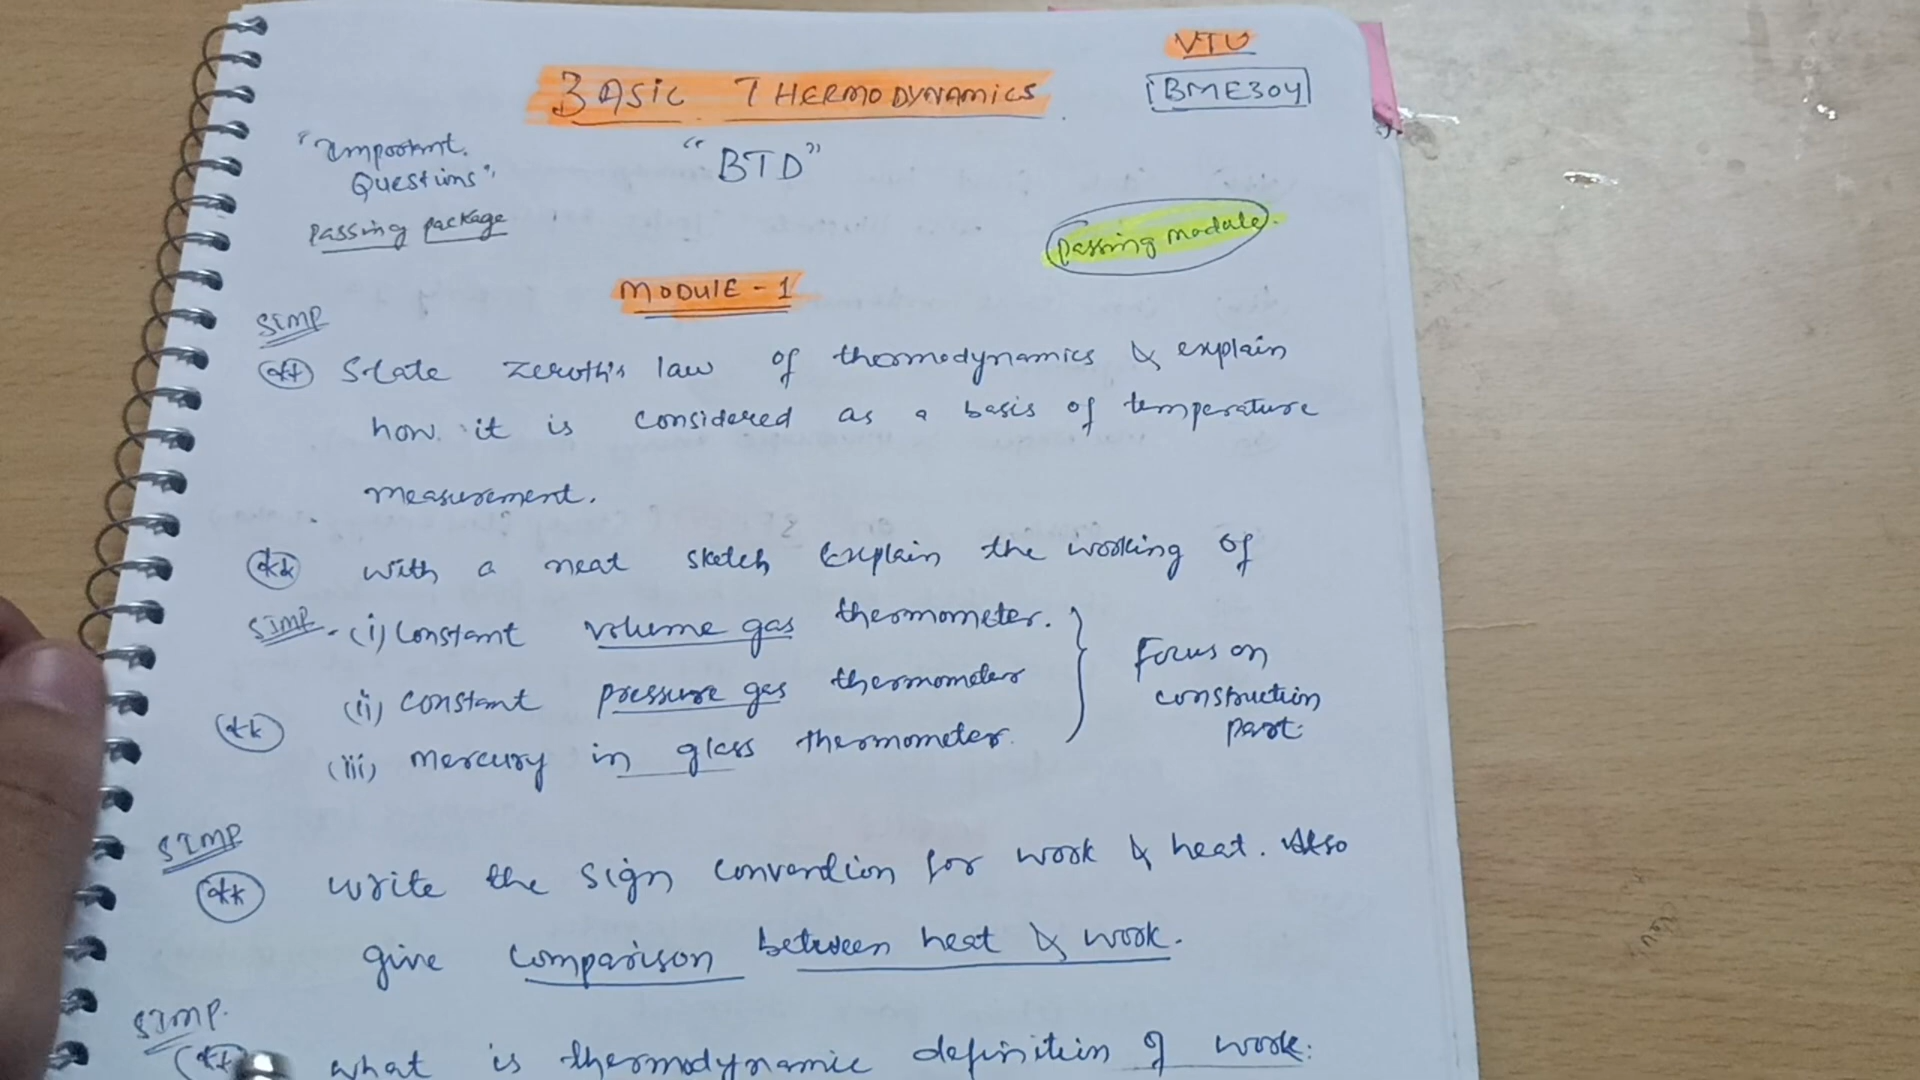 VTU
BASIC THERMODYNAMICS
BME304
"Important
Questions"
"BTD"
Passing package
Passing module.
MODULE - 1
SIMP
** State zeroth's law of thermodynamics & explain
how it is considered as a basis of temperature
measurement.
** with a neat sketch Explain the working of
SIMP. (i) Constant volume gas thermometer.
(ii) constant pressure gas thermometer
** (iii) mercury in glass thermometer.
Focus on
construction
part.
SIMP
** write the sign convention for work & heat. Also
give comparison between heat & work.
SIMP.
** what is thermodynamic definition of work.